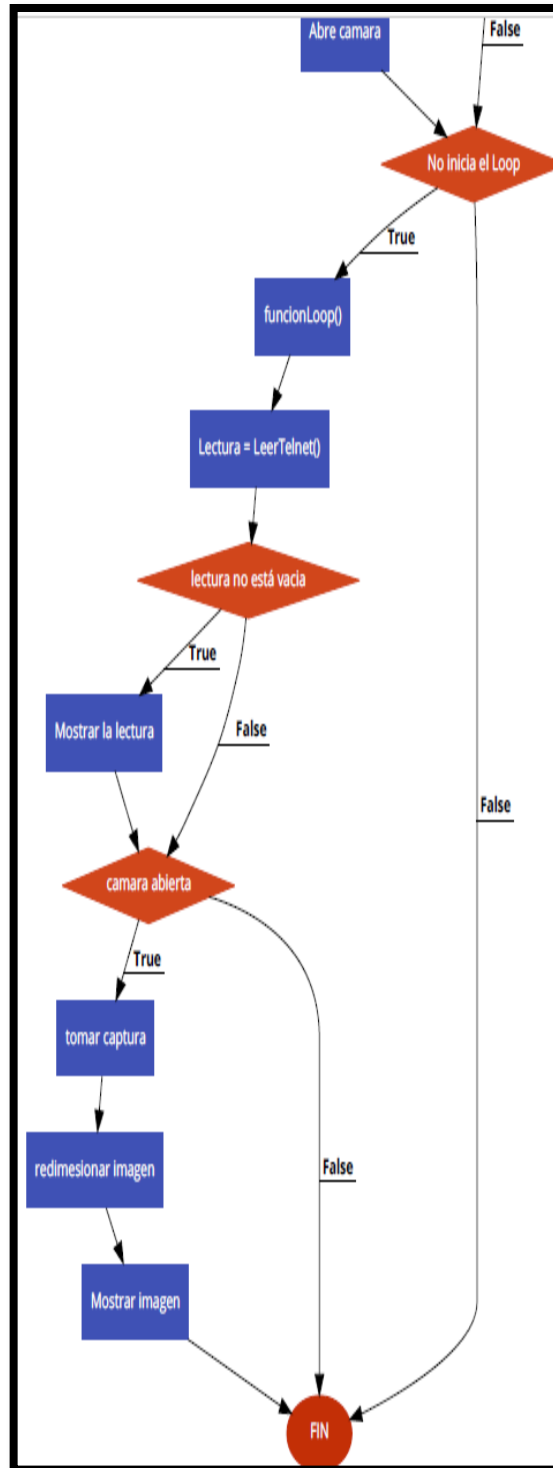 Abre camara
False
No inicia el Loop
True
funcionLoop()
Lectura = LeerTelnet()
lectura no está vacia
True
Mostrar la lectura
False
False
camara abierta
True
tomar captura
redimesionar imagen
False
Mostrar imagen
FIN